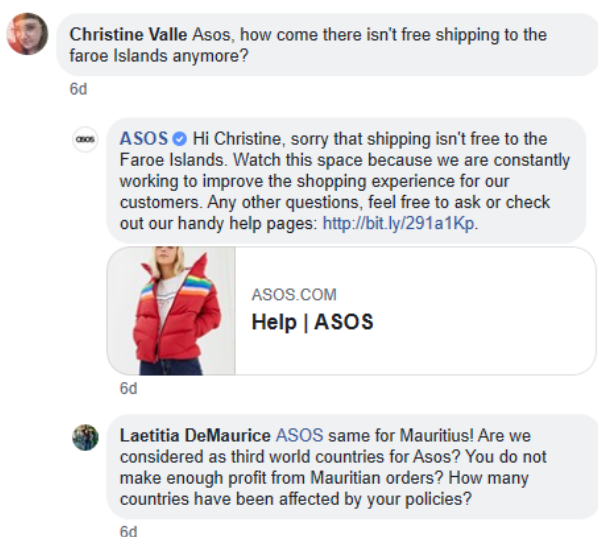 Christine Valle Asos, how come there isn't free shipping to the
faroe Islands anymore?
6d
asos
ASOS Hi Christine, sorry that shipping isn't free to the
Faroe Islands. Watch this space because we are constantly
working to improve the shopping experience for our
customers. Any other questions, feel free to ask or check
out our handy help pages: http://bit.ly/291a1Kp.
ASOS.COM
Help | ASOS
6d
Laetitia DeMaurice ASOS same for Mauritius! Are we
considered as third world countries for Asos? You do not
make enough profit from Mauritian orders? How many
countries have been affected by your policies?
6d